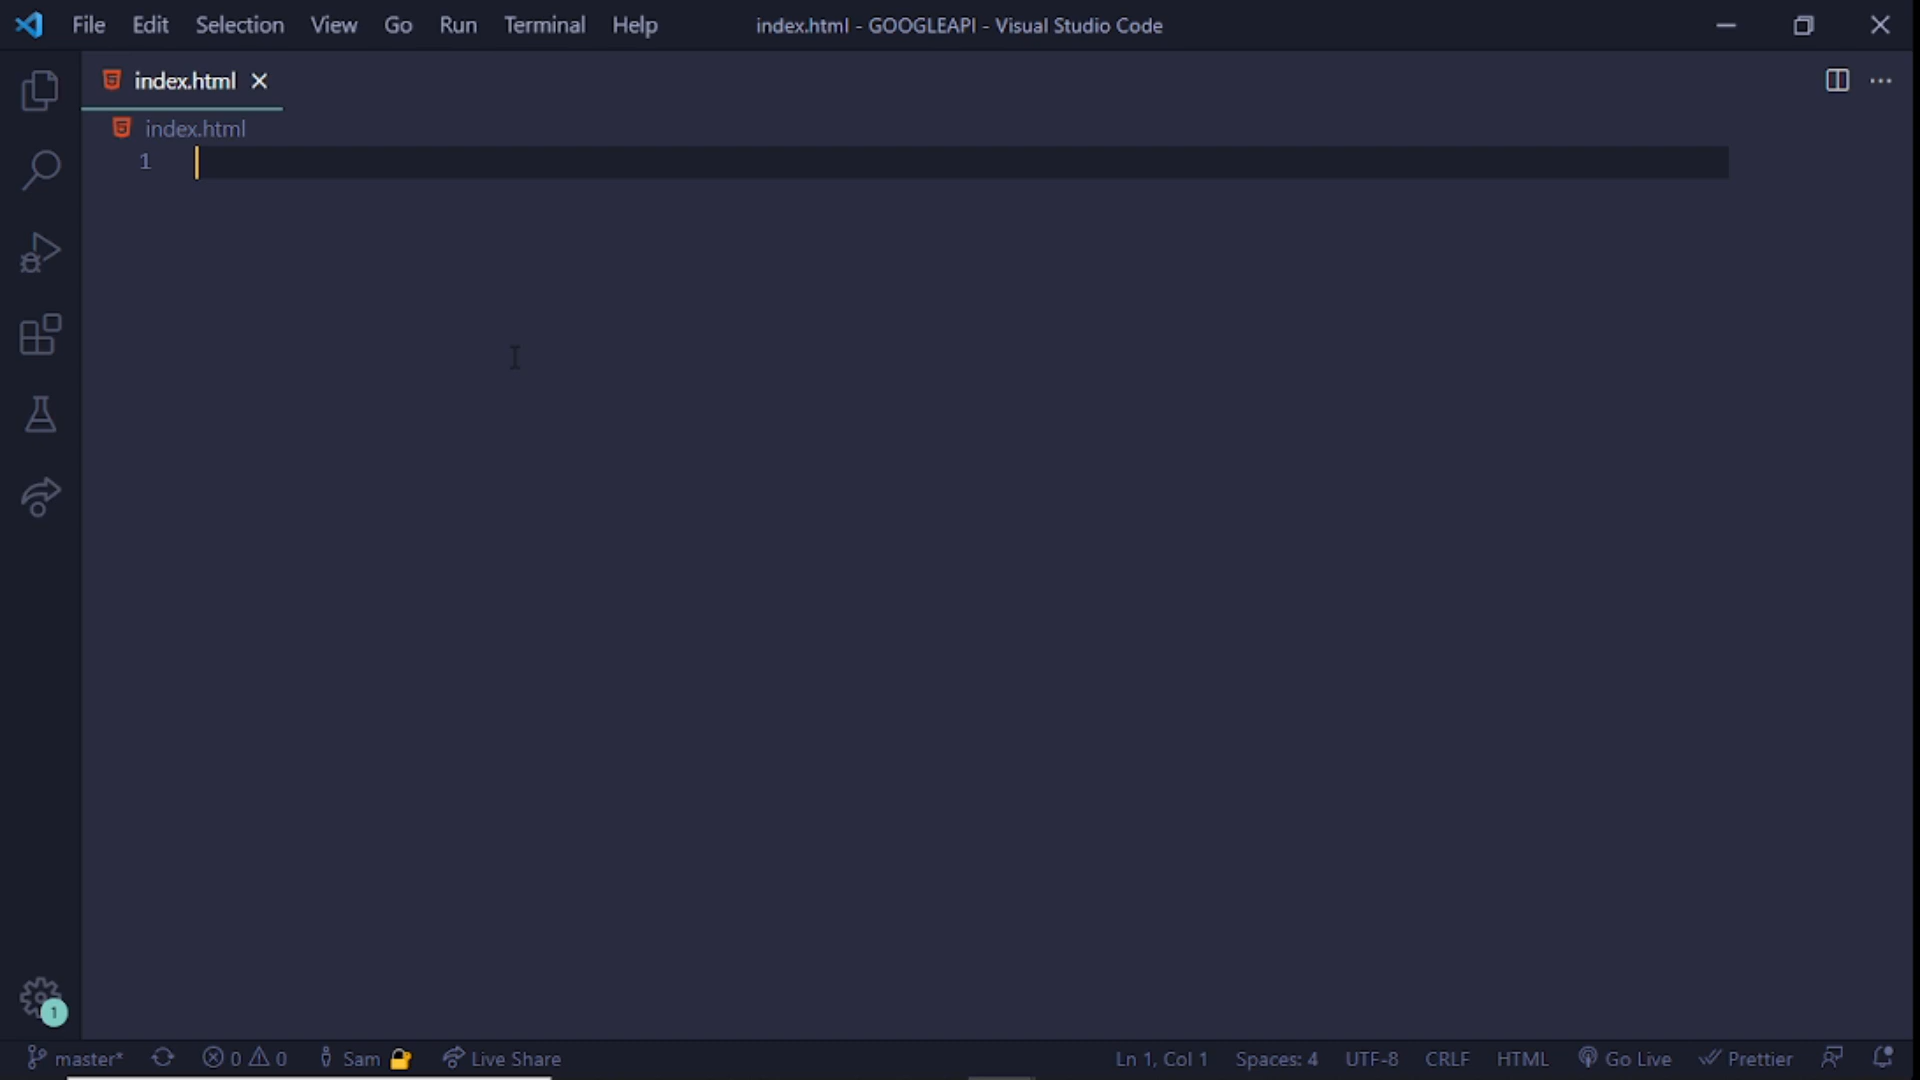 File Edit Selection View Go Run Terminal Help index.html - GOOGLEAPI - Visual Studio Code
index.html
index.html
1
1
master* 0 0 Sam Live Share Ln 1, Col 1 Spaces: 4 UTF-8 CRLF HTML Go Live Prettier